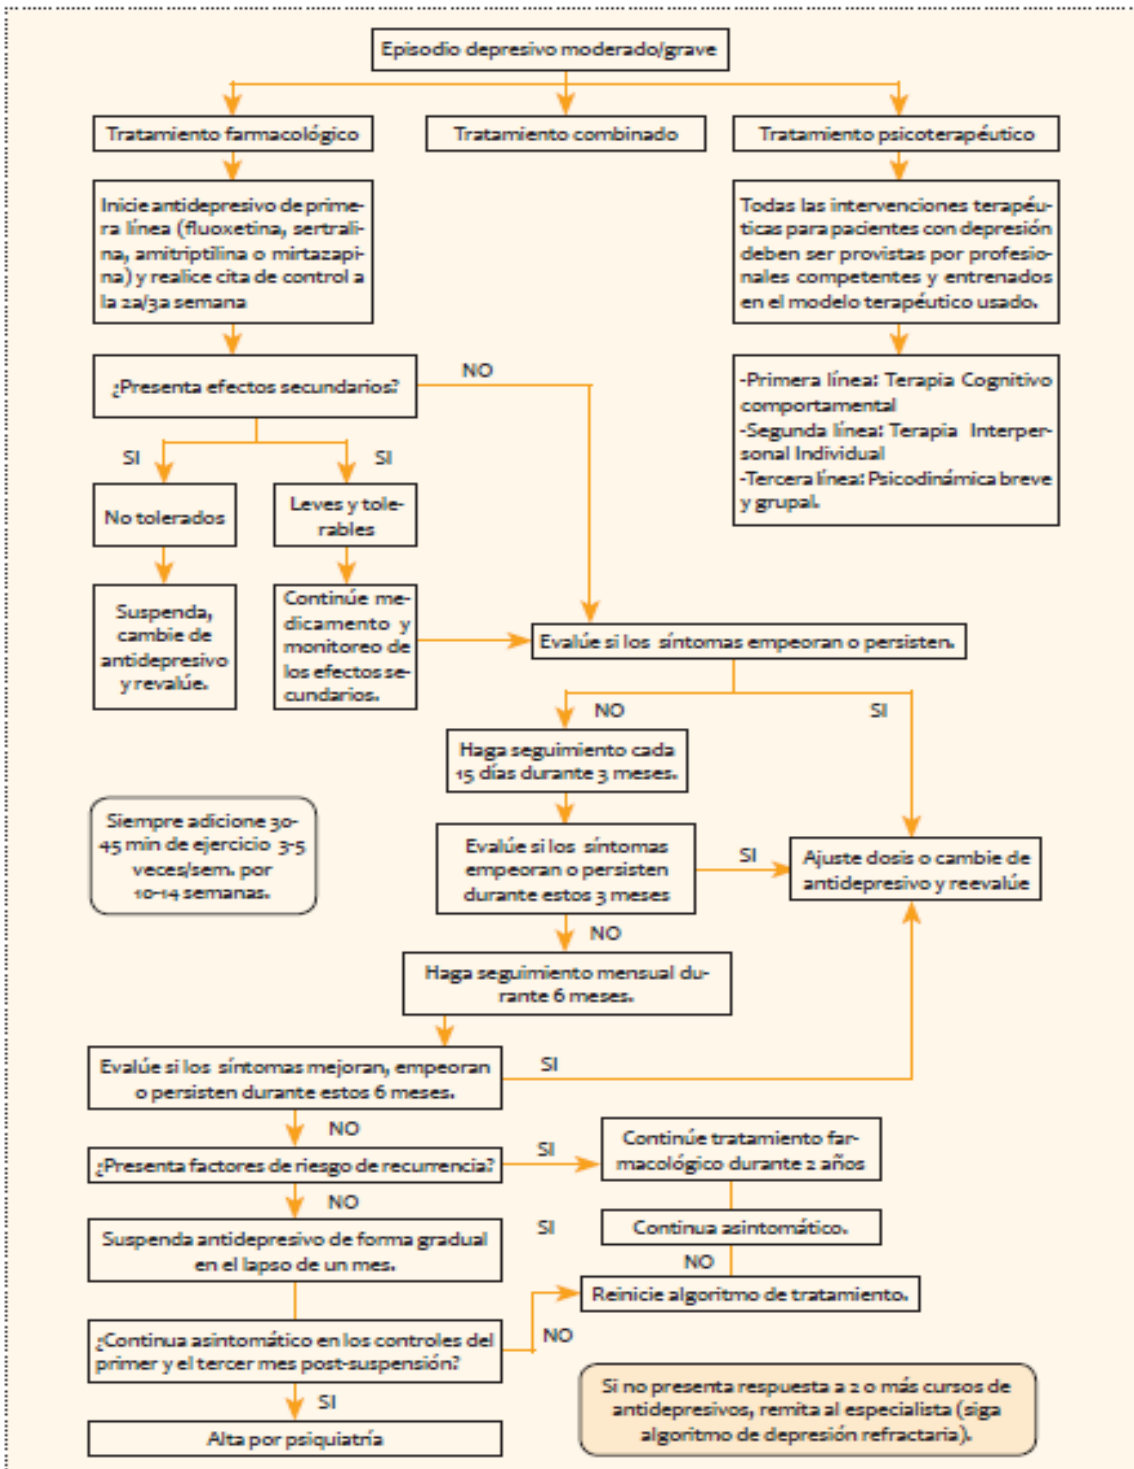 Episodio depresivo moderado/grave
Tratamiento farmacológico
Tratamiento combinado
Tratamiento psicoterapéutico
Inicie antidepresivo de prime-
ra línea (fluoxetina, sertrali-
na, amitriptilina o mirtazapi-
na) y realice cita de control a
la 2a/3a semana
Todas las intervenciones terapéu-
ticas para pacientes con depresión
deben ser provistas por profesio-
nales competentes y entrenados
en el modelo terapéutico usado.
¿Presenta efectos secundarios?
NO
-Primera línea: Terapia Cognitivo
comportamental
-Segunda línea: Terapia Interper-
sonal Individual
-Tercera línea: Psicodinámica breve
y grupal.
SI
SI
No tolerados
Leves y tole-
rables
Suspenda,
cambie de
antidepresivo
y revalúe.
Continúe me-
dicamento y
monitoreo de
los efectos se-
cundarios.
Evalúe si los síntomas empeoran o persisten.
NO
SI
Haga seguimiento cada
15 días durante 3 meses.
Siempre adicione 30-
45 min de ejercicio 3-5
veces/sem. por
10-14 semanas.
Evalúe si los síntomas
empeoran o persisten
durante estos 3 meses
SI
Ajuste dosis o cambie de
antidepresivo y reevalúe
NO
Haga seguimiento mensual du-
rante 6 meses.
Evalúe si los síntomas mejoran, empeoran
o persisten durante estos 6 meses.
SI
NO
¿Presenta factores de riesgo de recurrencia?
SI
Continúe tratamiento far-
macológico durante 2 años
NO
Suspenda antidepresivo de forma gradual
en el lapso de un mes.
SI
Continua asintomático.
NO
Reinicie algoritmo de tratamiento.
¿Continua asintomático en los controles del
primer y el tercer mes post-suspensión?
NO
SI
Alta por psiquiatría
Si no presenta respuesta a 2 o más cursos de
antidepresivos, remita al especialista (siga
algoritmo de depresión refractaria).